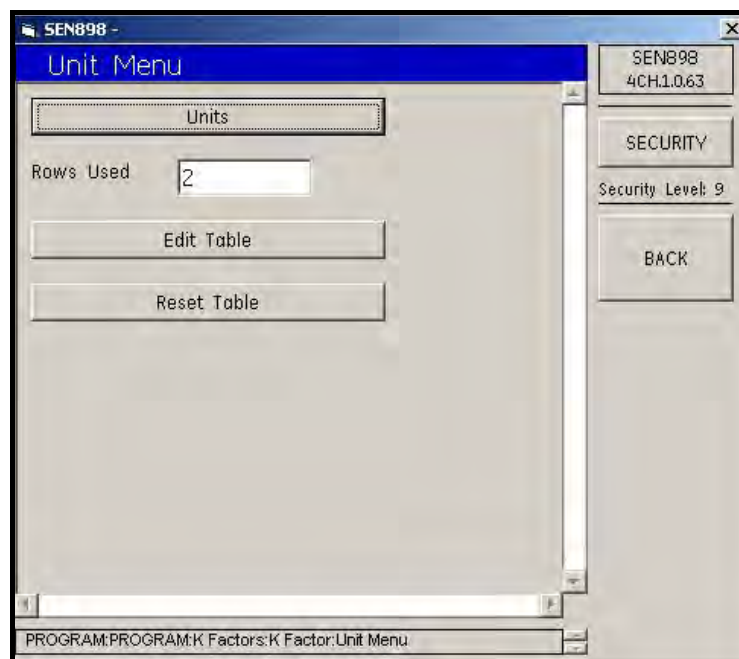 SEN898 -
Unit Menu
Units
Rows Used
2
Edit Table
Reset Table
SEN898
4CH.1.0.63
SECURITY
Security Level: 9
BACK
PROGRAM:PROGRAM:K Factors:K Factor:Unit Menu